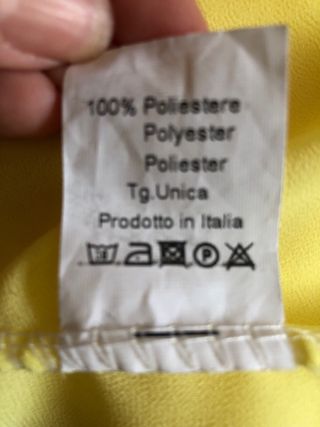 100% Poliestere
Polyester
Poliester
Tg.Unica
Prodotto in Italia
P